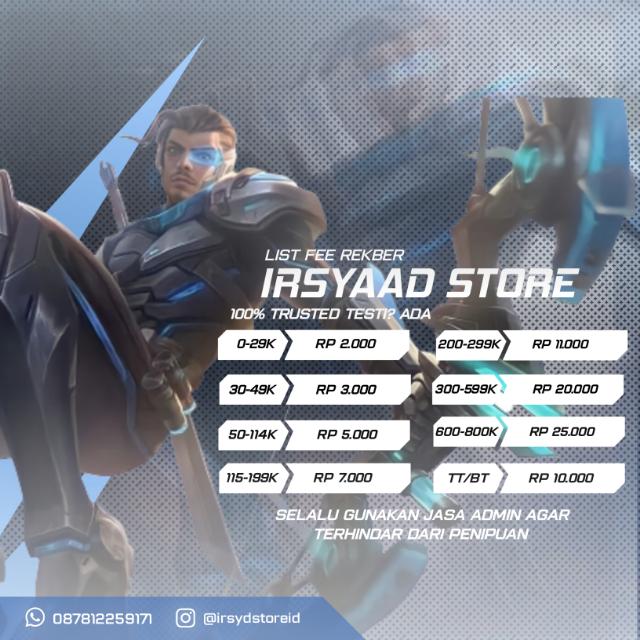 LIST FEE REKBER
IRSYAAD STORE
100% TRUSTED TESTI? ADA
0-29K RP 2.000
30-49K RP 3.000
50-114K RP 5.000
115-199K RP 7.000
200-299K RP 11.000
300-599K RP 20.000
600-800K RP 25.000
TT/BT RP 10.000
SELALU GUNAKAN JASA ADMIN AGAR
TERHINDAR DARI PENIPUAN
087812259171 @irsydstoreid